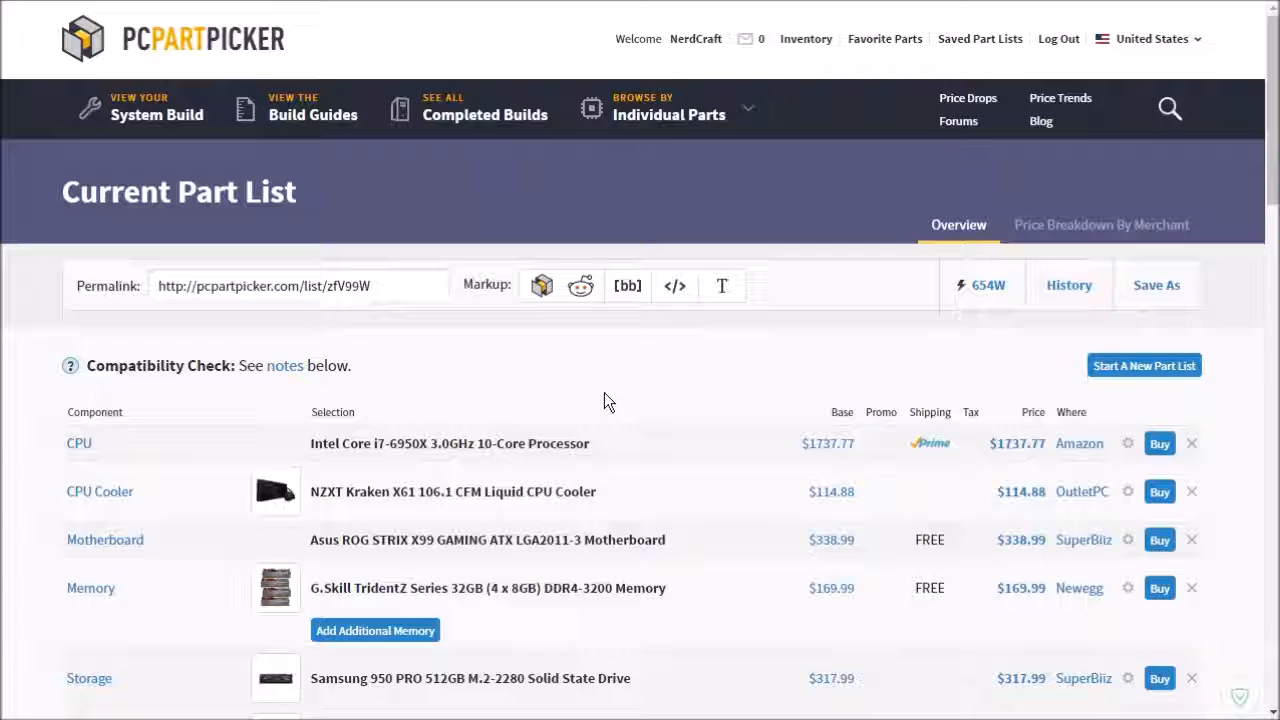 PCPARTPICKER
Welcome NerdCraft 0 Inventory Favorite Parts Saved Part Lists Log Out United States
VIEW YOUR
System Build
VIEW THE
Build Guides
SEE ALL
Completed Builds
BROWSE BY
Individual Parts
Price Drops Price Trends
Forums Blog
Current Part List
Overview Price Breakdown By Merchant
Permalink: http://pcpartpicker.com/list/zfV99W Markup: [bb] </> T 654W History Save As
? Compatibility Check: See notes below. Start A New Part List
Component Selection Base Promo Shipping Tax Price Where
CPU Intel Core i7-6950X 3.0GHz 10-Core Processor $1737.77 Prime $1737.77 Amazon Buy
CPU Cooler NZXT Kraken X61 106.1 CFM Liquid CPU Cooler $114.88 $114.88 OutletPC Buy
Motherboard Asus ROG STRIX X99 GAMING ATX LGA2011-3 Motherboard $338.99 FREE $338.99 SuperBiiz Buy
Memory G.Skill TridentZ Series 32GB (4 x 8GB) DDR4-3200 Memory $169.99 FREE $169.99 Newegg Buy
Add Additional Memory
Storage Samsung 950 PRO 512GB M.2-2280 Solid State Drive $317.99 $317.99 SuperBiiz Buy